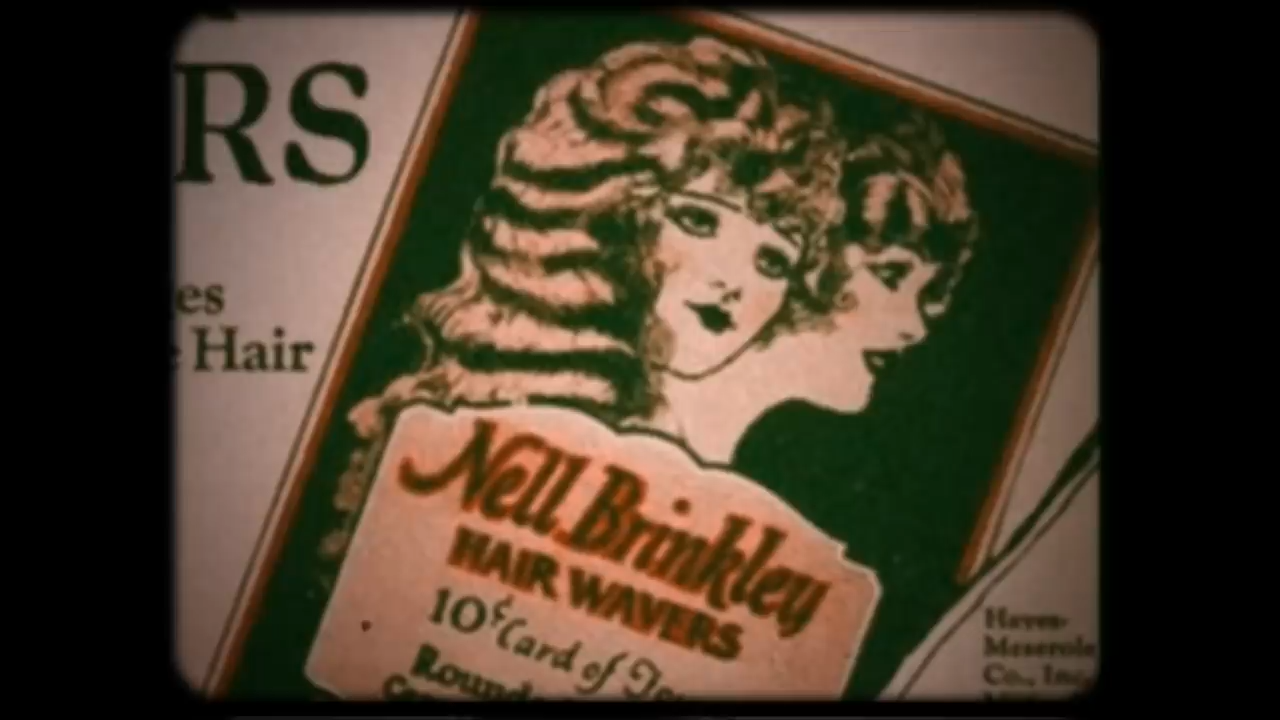 RS
es
Hair
Nell Brinkley
HAIR WAVERS
10¢ Card of
Haven-
Meserole
Co., Inc.